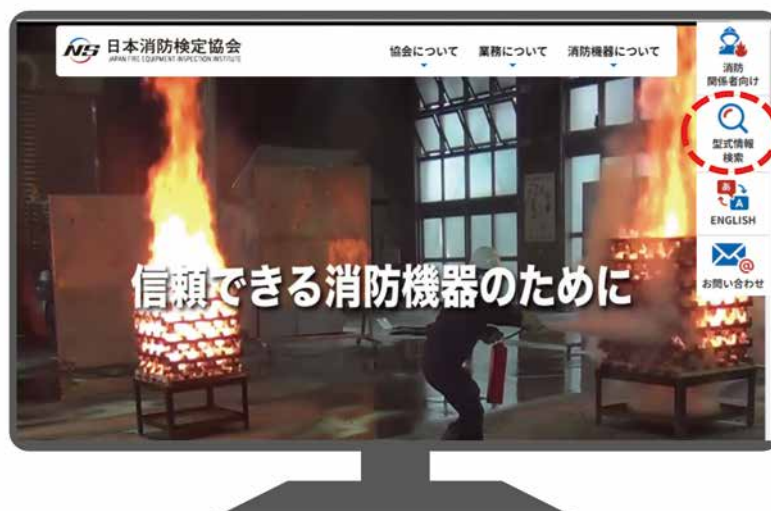 NS 日本消防検定協会
JAPAN FIRE EQUIPMENT INSPECTION INSTITUTE
協会について 業務について 消防機器について
消防
関係者向け
型式情報
検索
あ A
ENGLISH
@
お問い合わせ
信頼できる消防機器のために